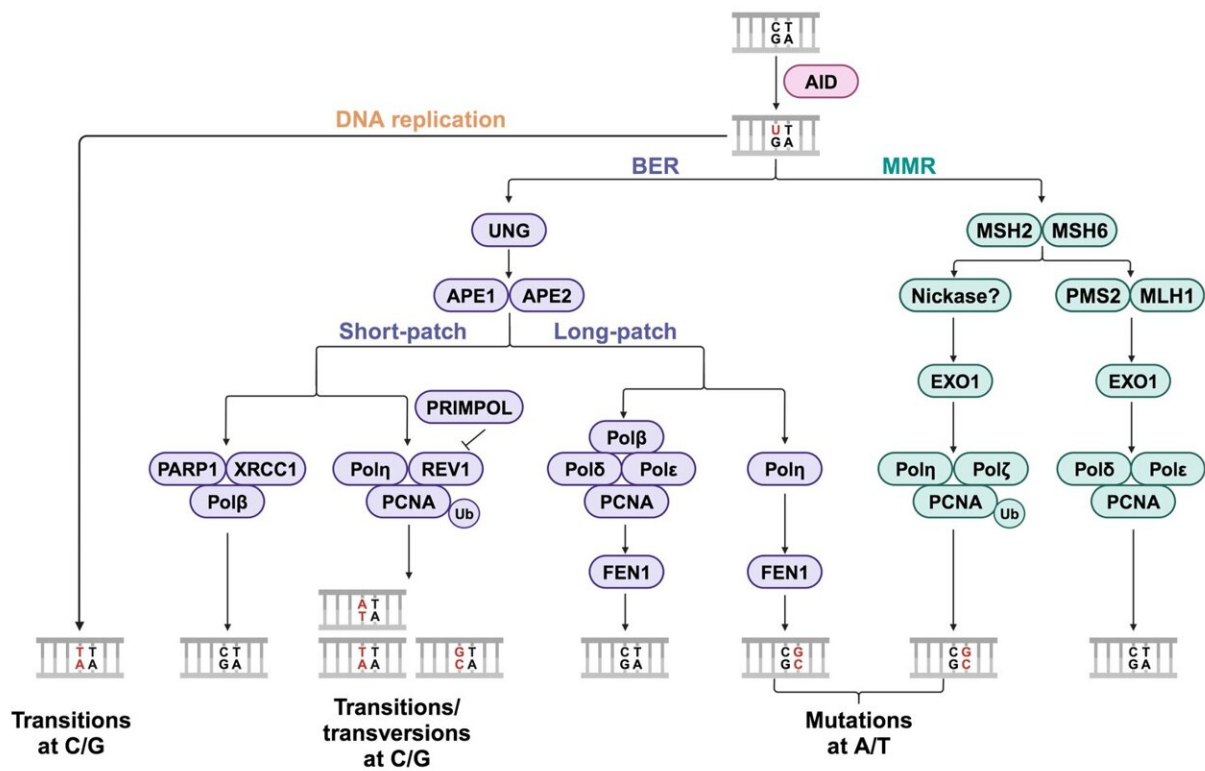 C T
G A
AID
DNA replication
U T
G A
BER
MMR
UNG
MSH2 MSH6
APE1 APE2
Nickase?
PMS2 MLH1
Short-patch
Long-patch
EXO1
EXO1
PRIMPOL
Polβ
PARP1 XRCC1
Polη REV1
Polδ Polε
Polη
Polη Polζ
Polδ Polε
Polβ
PCNA
Ub
PCNA
PCNA
Ub
PCNA
FEN1
FEN1
A T
T A
T T
A A
C T
G A
T T
A A
G T
C A
C T
G A
C G
G C
C G
G C
C T
G A
Transitions
at C/G
Transitions/
transversions
at C/G
Mutations
at A/T